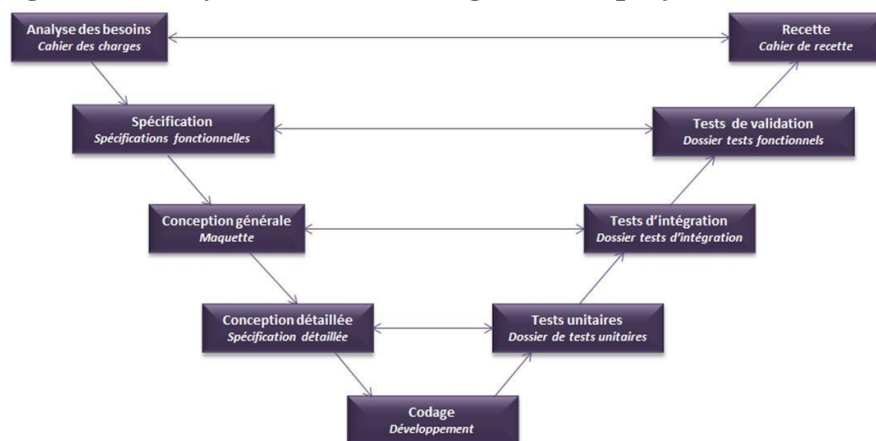 Analyse des besoins
Cahier des charges
Recette
Cahier de recette
Spécification
Spécifications fonctionnelles
Tests de validation
Dossier tests fonctionnels
Conception générale
Maquette
Tests d'intégration
Dossier tests d'intégration
Conception détaillée
Spécification détaillée
Tests unitaires
Dossier de tests unitaires
Codage
Développement